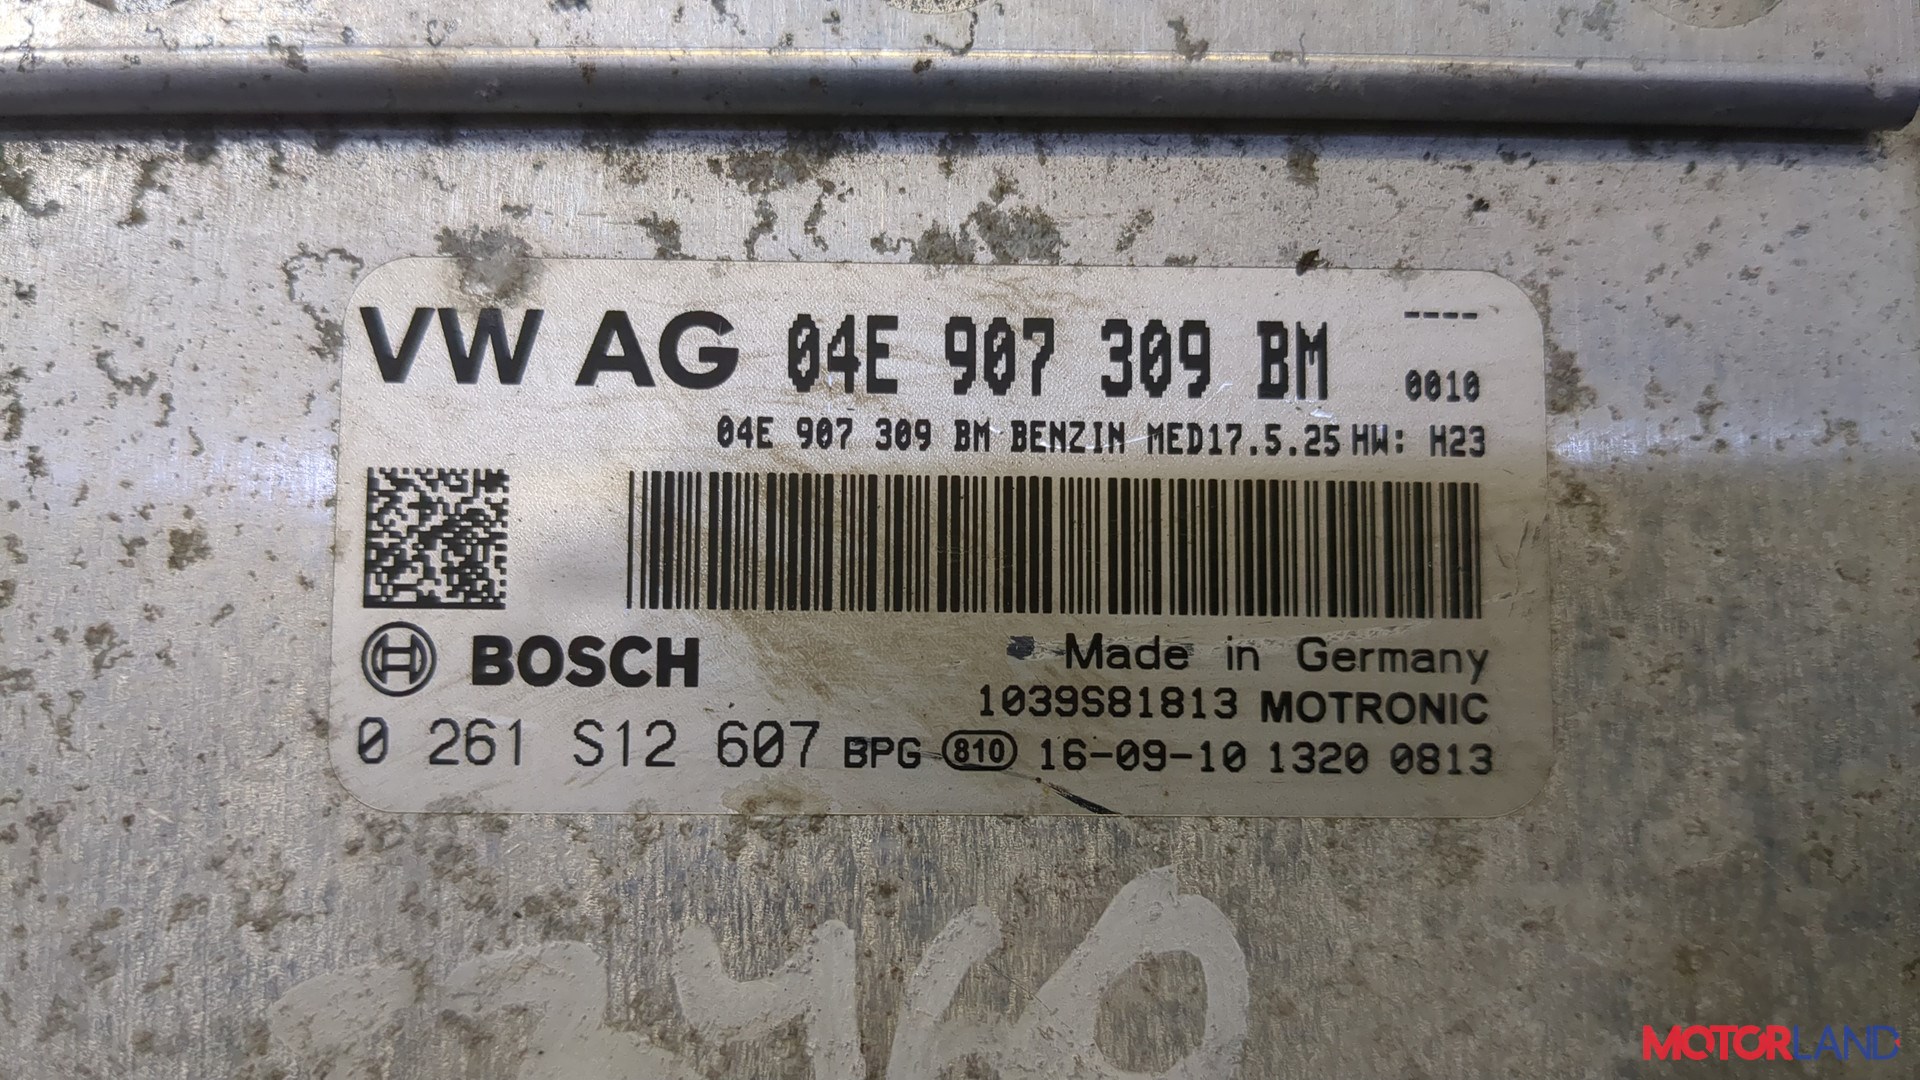 VW AG 04E 907 309 BM ----
0010
04E 907 309 BM BENZIN MED17.5.25 HW: H23
BOSCH
Made in Germany
1039S81813 MOTRONIC
0 261 S12 607 BPG 810 16-09-10 1320 0813
MOTORLAND